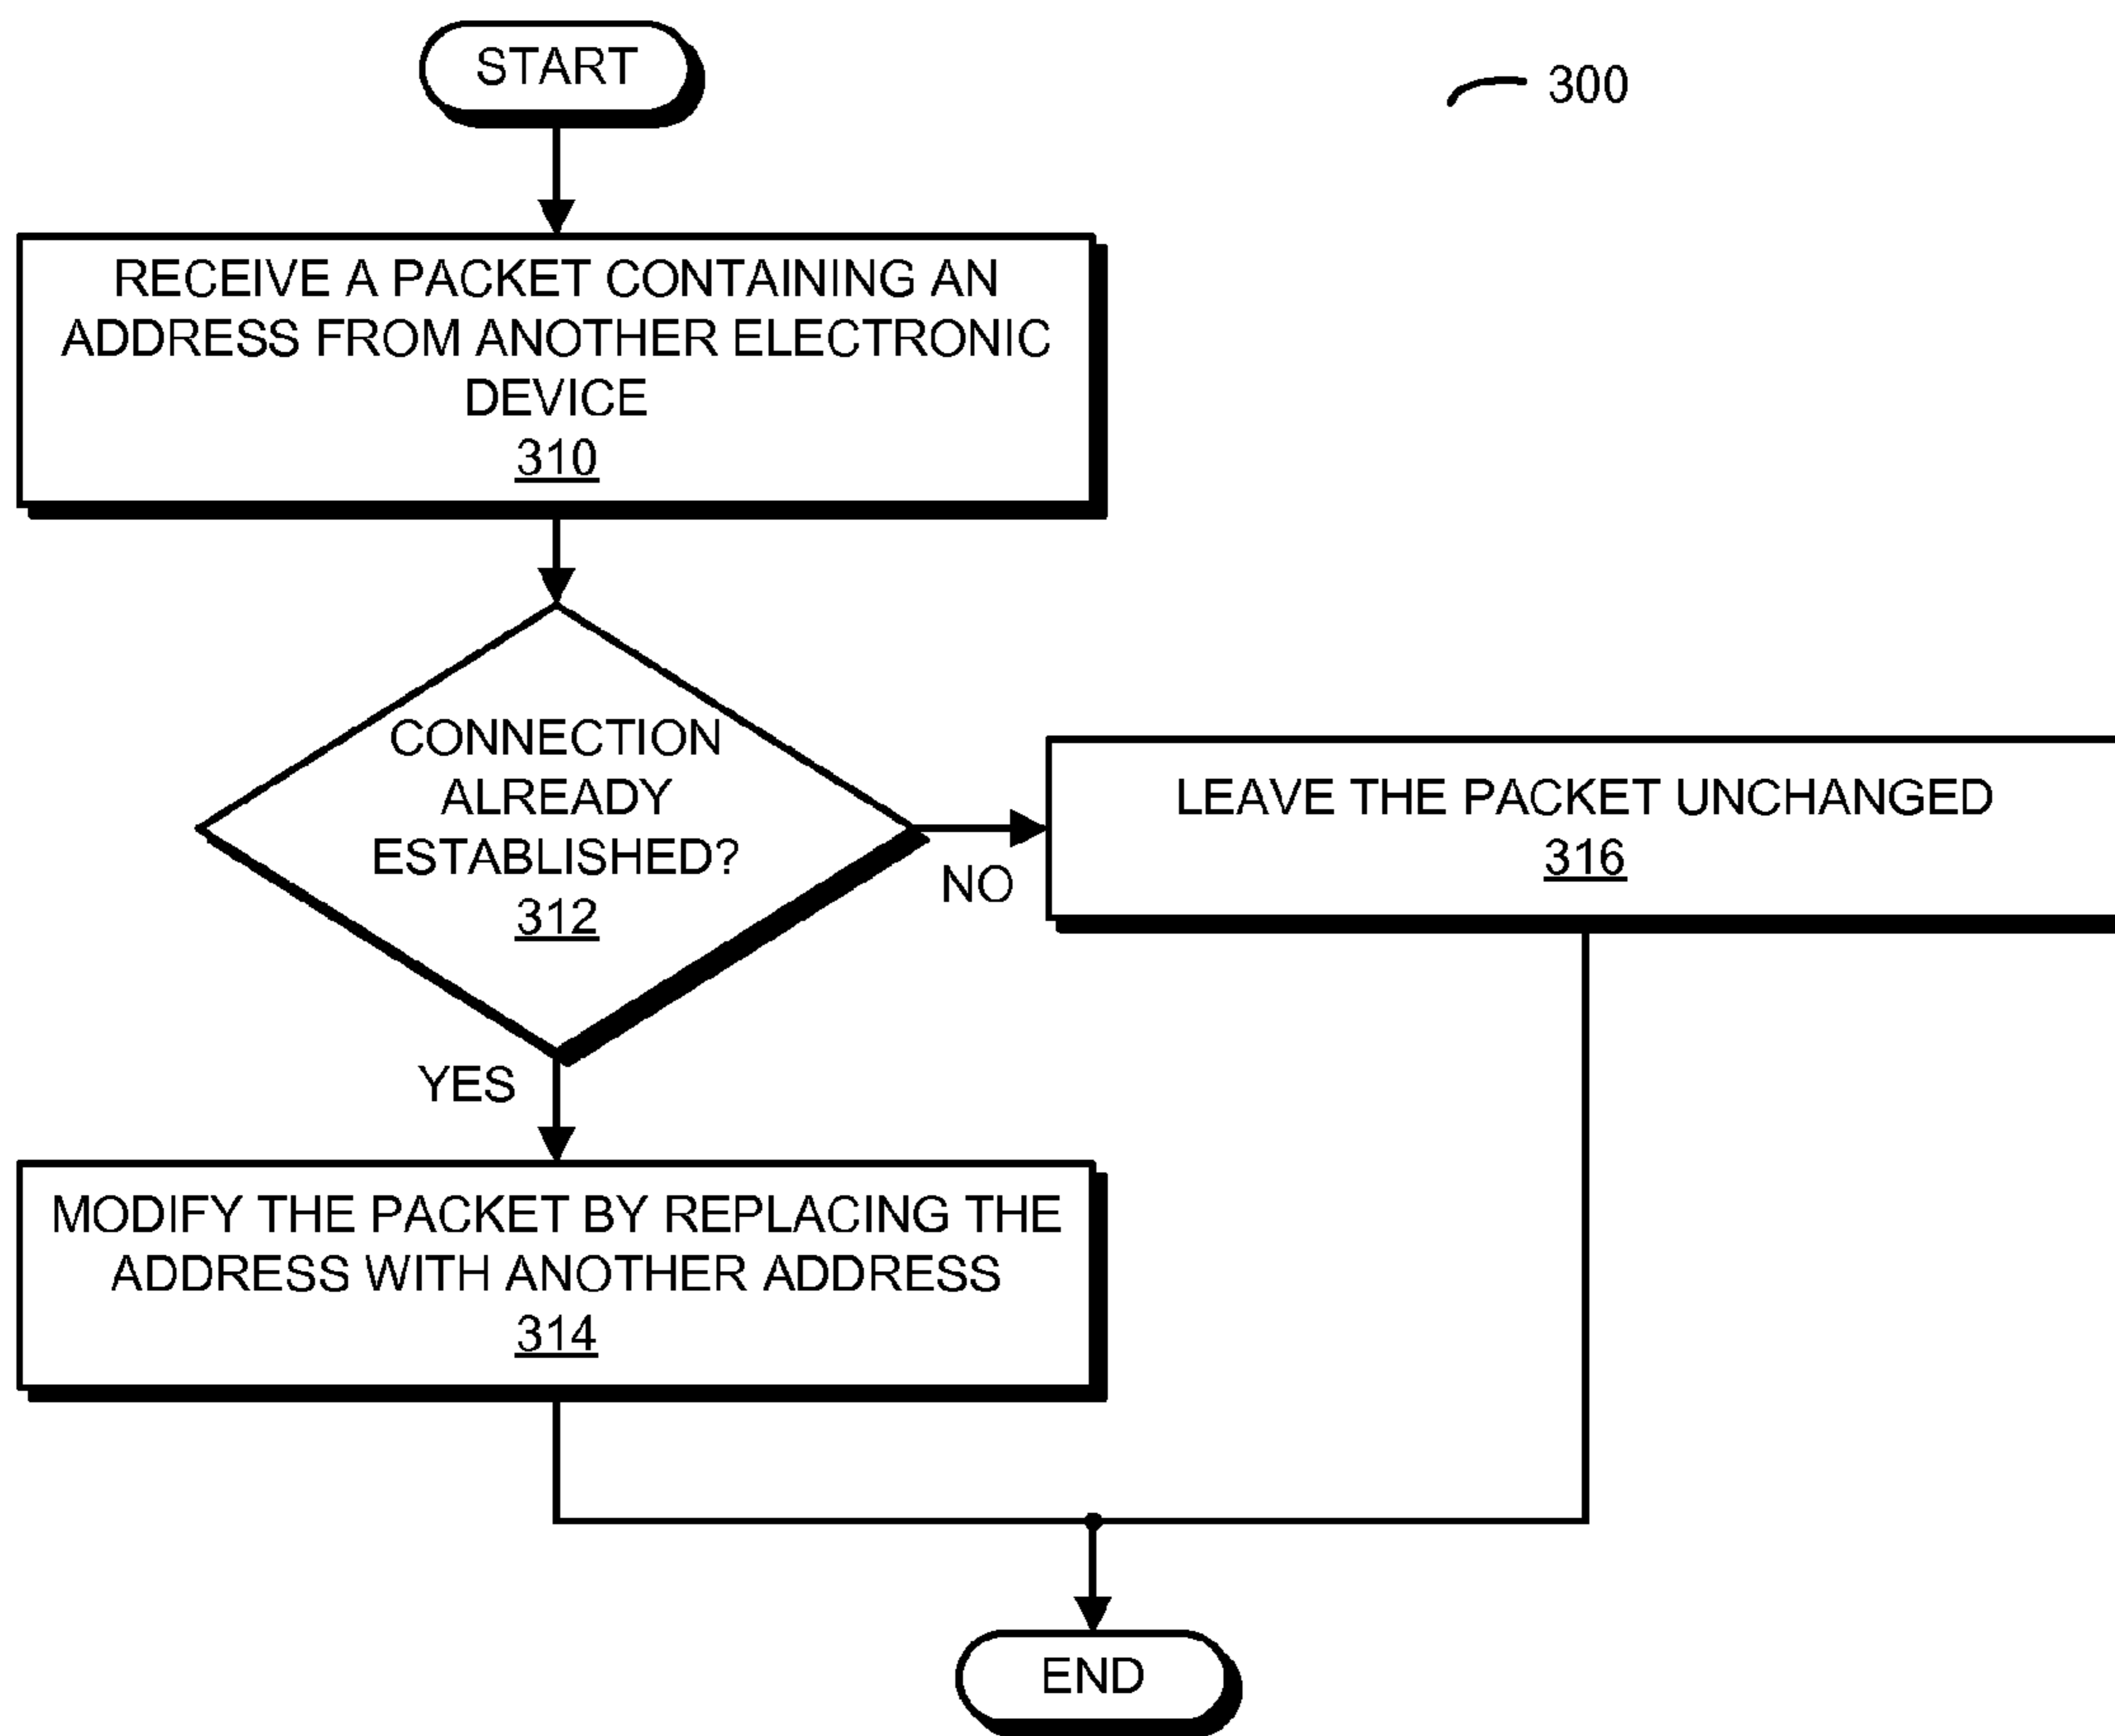 START
300
RECEIVE A PACKET CONTAINING AN
ADDRESS FROM ANOTHER ELECTRONIC
DEVICE
310
CONNECTION
ALREADY
ESTABLISHED?
312
NO
LEAVE THE PACKET UNCHANGED
316
YES
MODIFY THE PACKET BY REPLACING THE
ADDRESS WITH ANOTHER ADDRESS
314
END